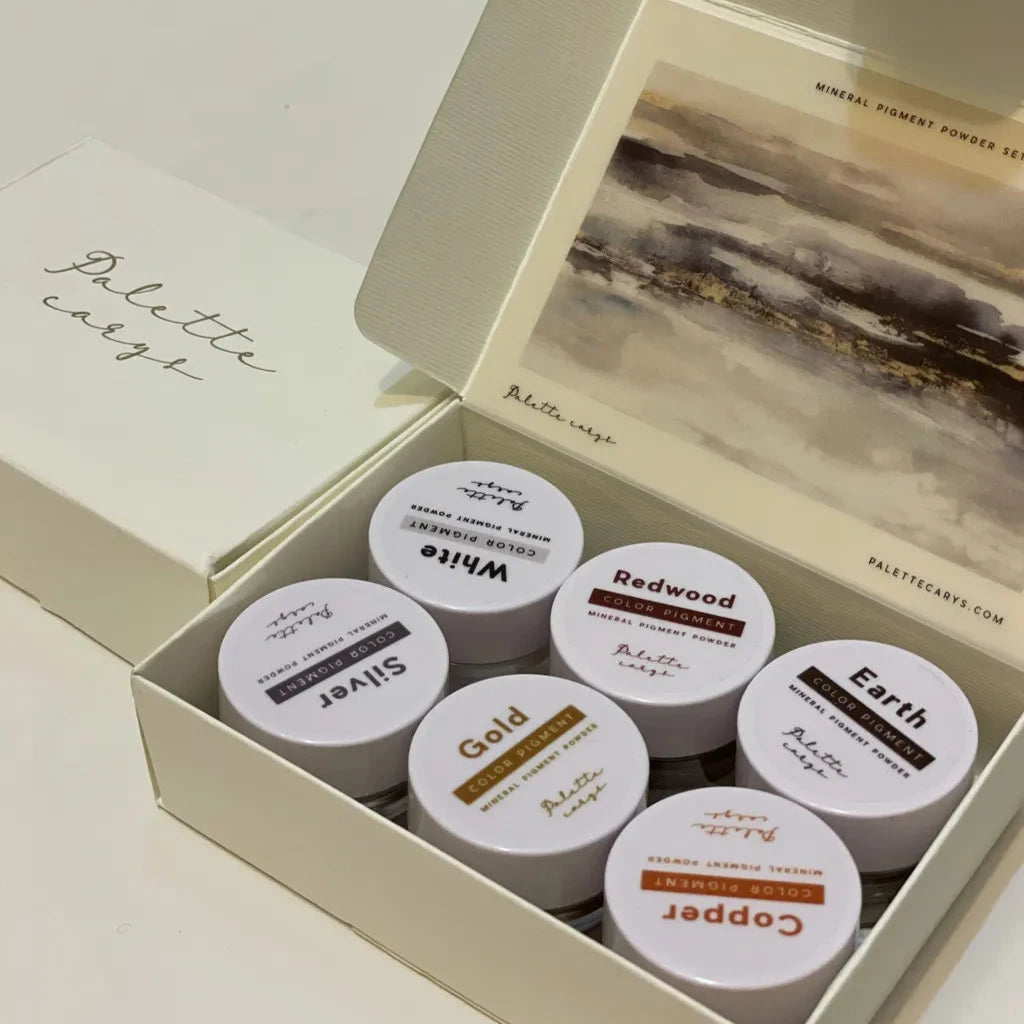 Palette
carys
MINERAL PIGMENT POWDER SET
Palette carys
PALETTECARYS.COM
White
COLOR PIGMENT
MINERAL PIGMENT POWDER
Palette
carys
Redwood
COLOR PIGMENT
MINERAL PIGMENT POWDER
Palette
carys
Silver
COLOR PIGMENT
MINERAL PIGMENT POWDER
Palette
carys
Gold
COLOR PIGMENT
MINERAL PIGMENT POWDER
Palette
carys
Earth
COLOR PIGMENT
MINERAL PIGMENT POWDER
Palette
carys
Copper
COLOR PIGMENT
MINERAL PIGMENT POWDER
Palette
carys